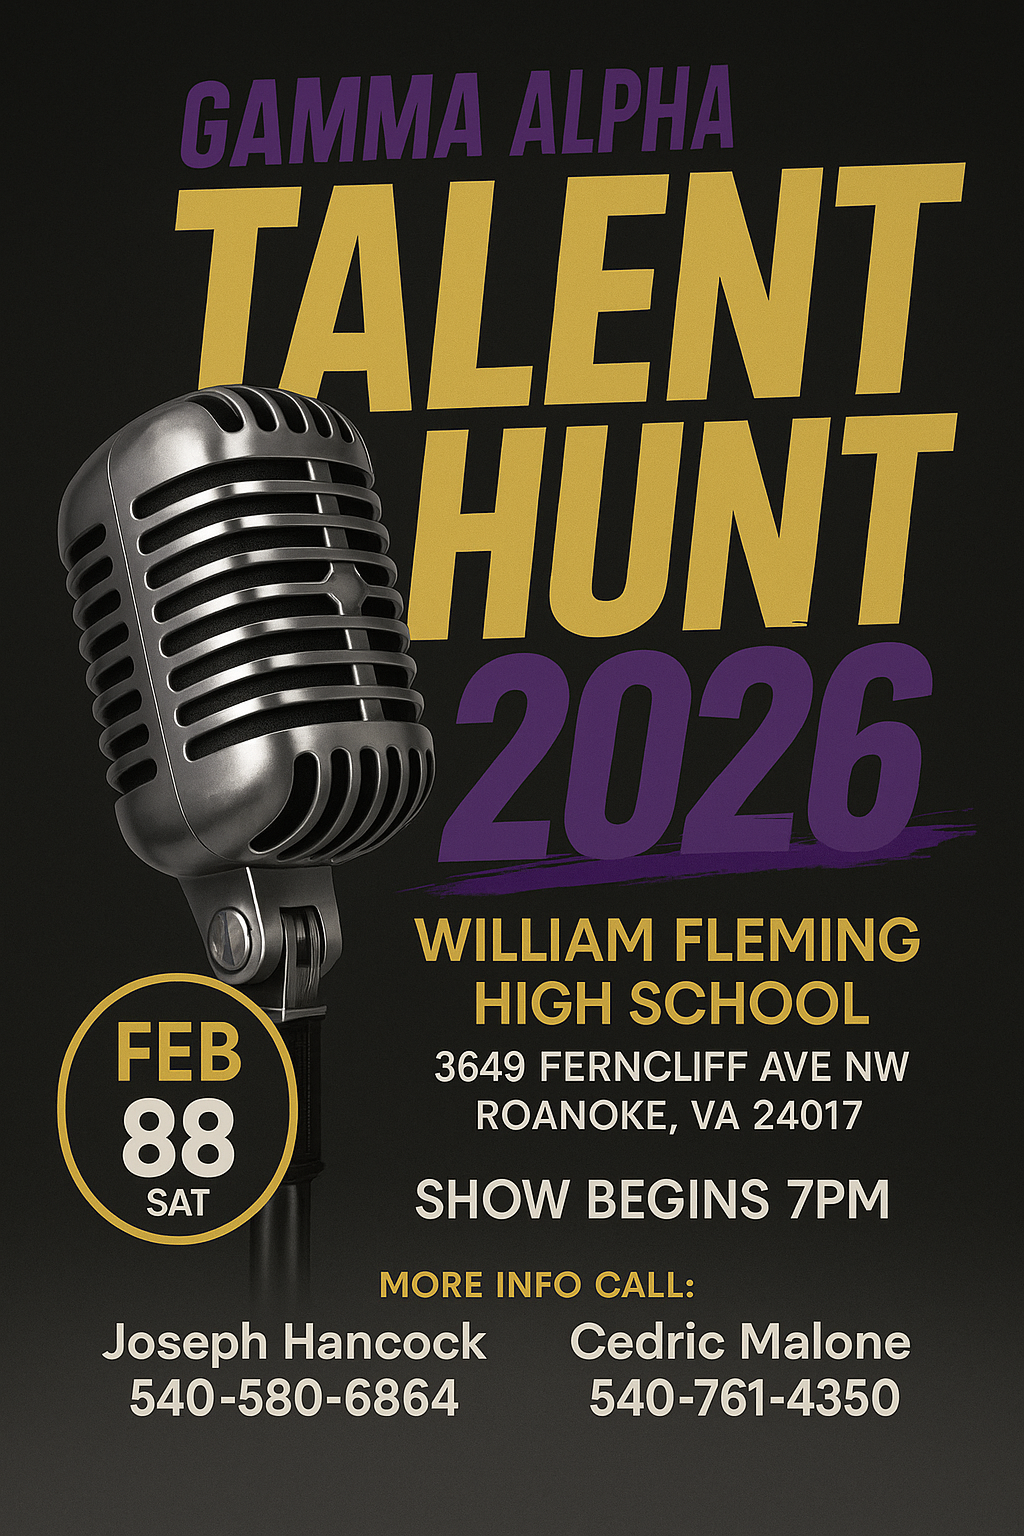 GAMMA ALPHA
TALENT
HUNT
2026
WILLIAM FLEMING
HIGH SCHOOL
3649 FERNCLIFF AVE NW
ROANOKE, VA 24017
FEB
88
SAT
SHOW BEGINS 7PM
MORE INFO CALL:
Joseph Hancock
540-580-6864
Cedric Malone
540-761-4350